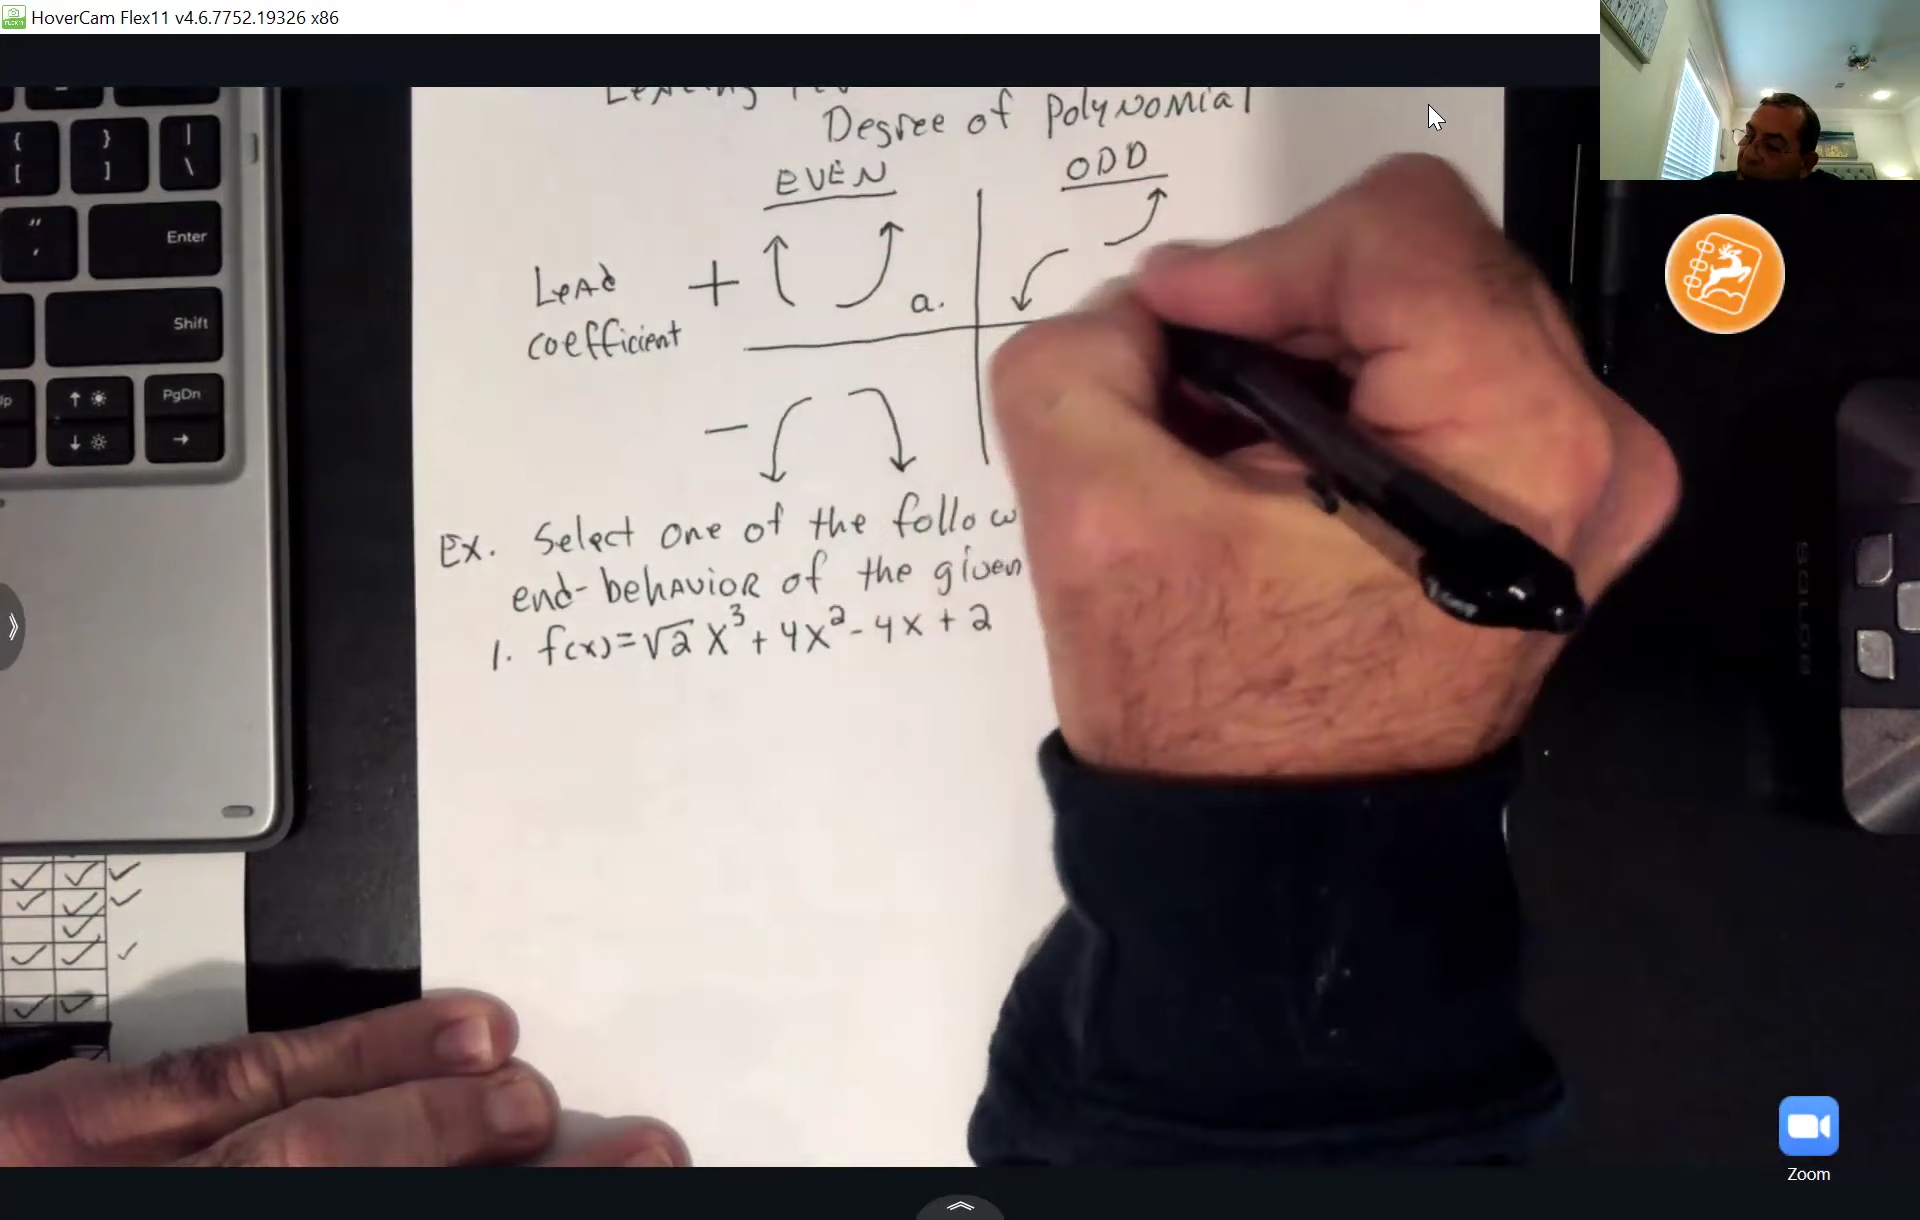 HoverCam Flex11 v4.6.7752.19326 x86
Degree of Polynomial
EVEN
ODD
Lead
coefficient
+
a.
−
Ex. Select one of the follow
end-behavior of the given
1. f(x)=√2 x³ + 4x² - 4x + 2
{
[
}
]
|
\
"
,
Enter
Shift
PgDn
Zoom